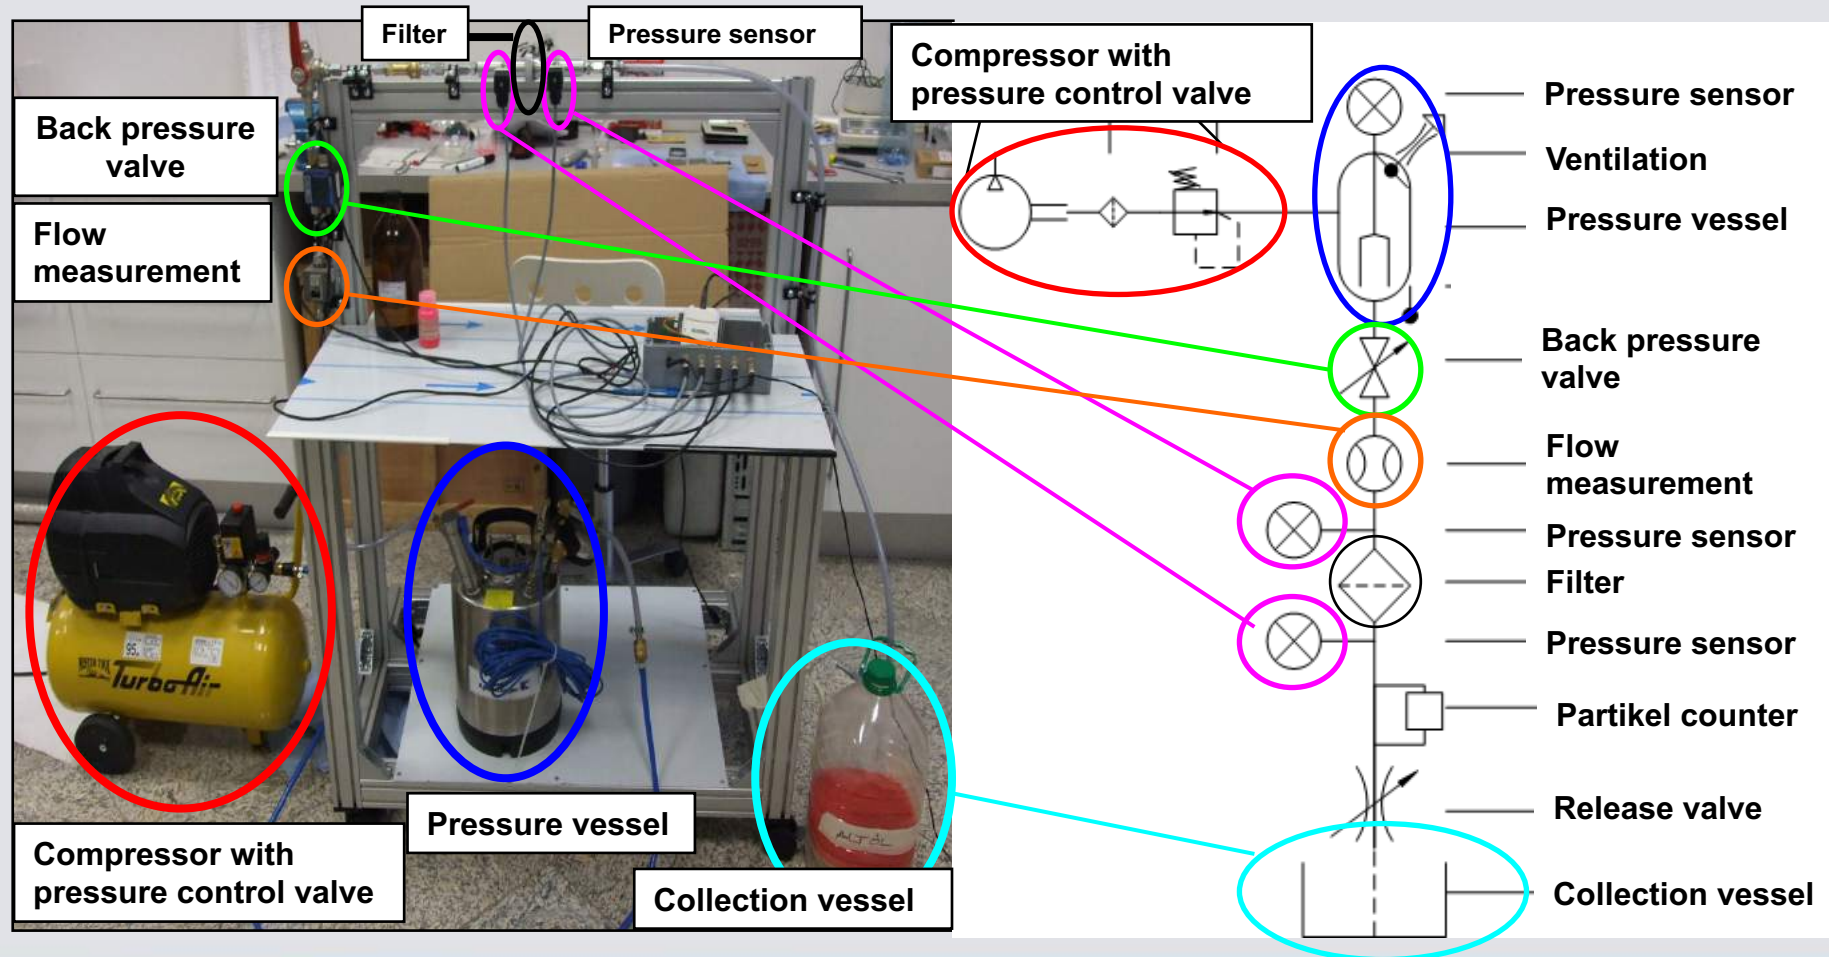 Filter
Pressure sensor
Back pressure
valve
Flow
measurement
Compressor with
pressure control valve
Pressure sensor
Ventilation
Pressure vessel
Back pressure
valve
Flow
measurement
Pressure sensor
Filter
Pressure sensor
Partikel counter
Release valve
Collection vessel
TurboAir
95
Pressure vessel
Compressor with
pressure control valve
Collection vessel